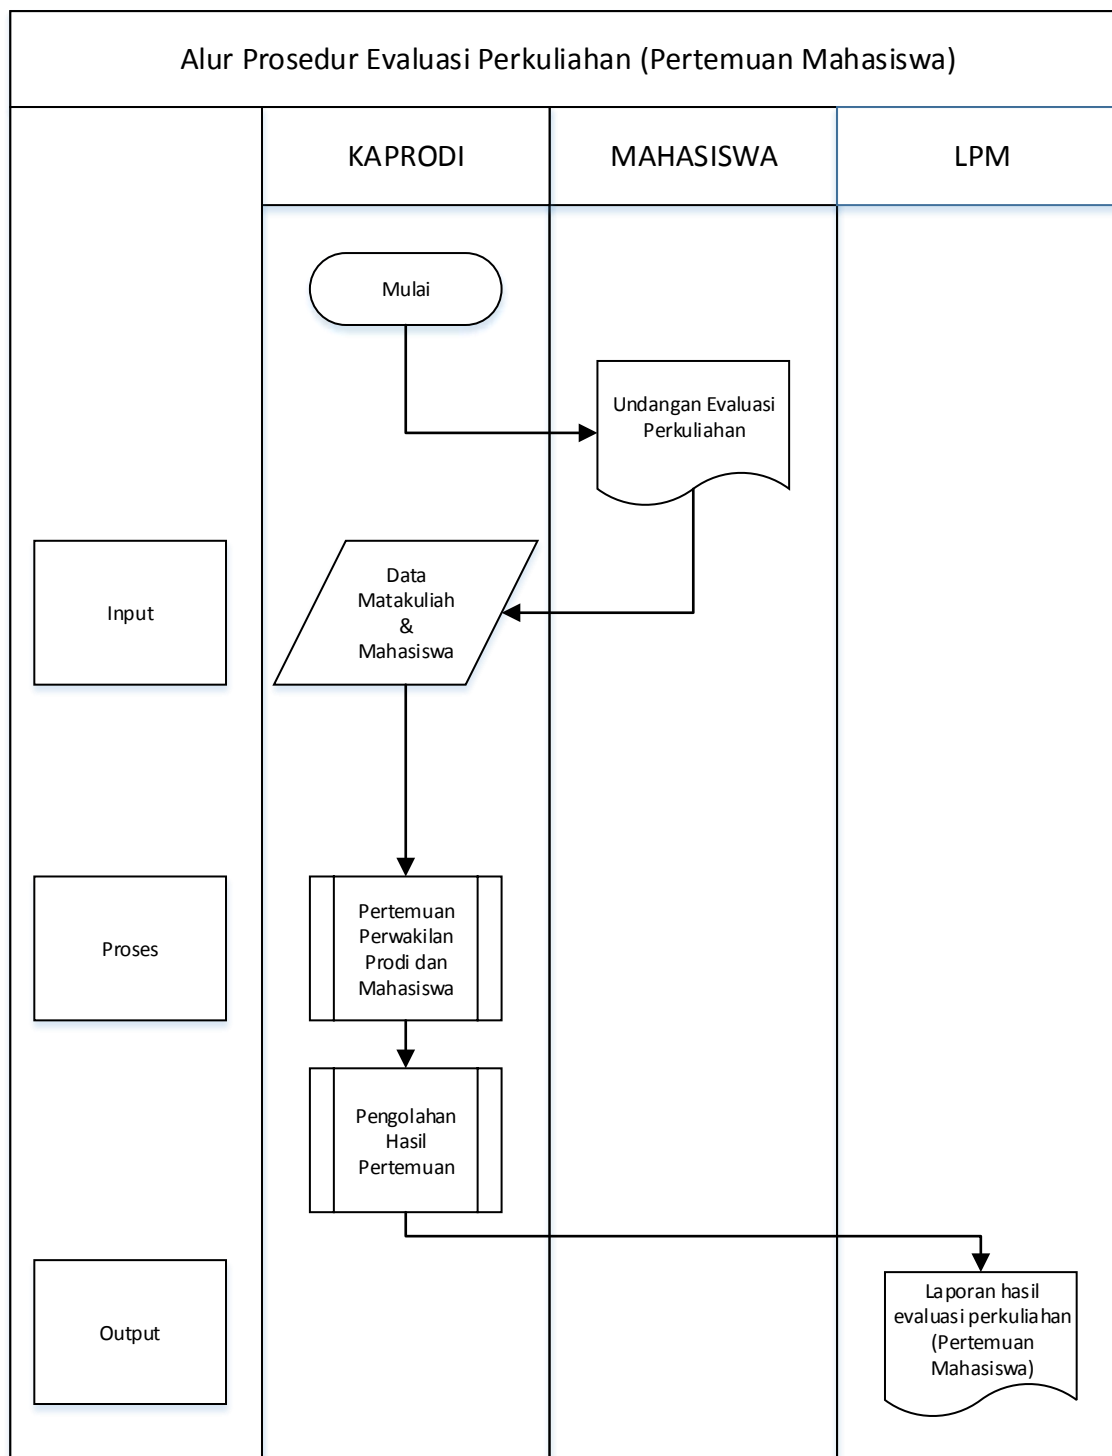 Alur Prosedur Evaluasi Perkuliahan (Pertemuan Mahasiswa)
KAPRODI
MAHASISWA
LPM
Mulai
Undangan Evaluasi
Perkuliahan
Input
Data
Matakuliah
&
Mahasiswa
Proses
Pertemuan
Perwakilan
Prodi dan
Mahasiswa
Pengolahan
Hasil
Pertemuan
Output
Laporan hasil
evaluasi perkuliahan
(Pertemuan
Mahasiswa)